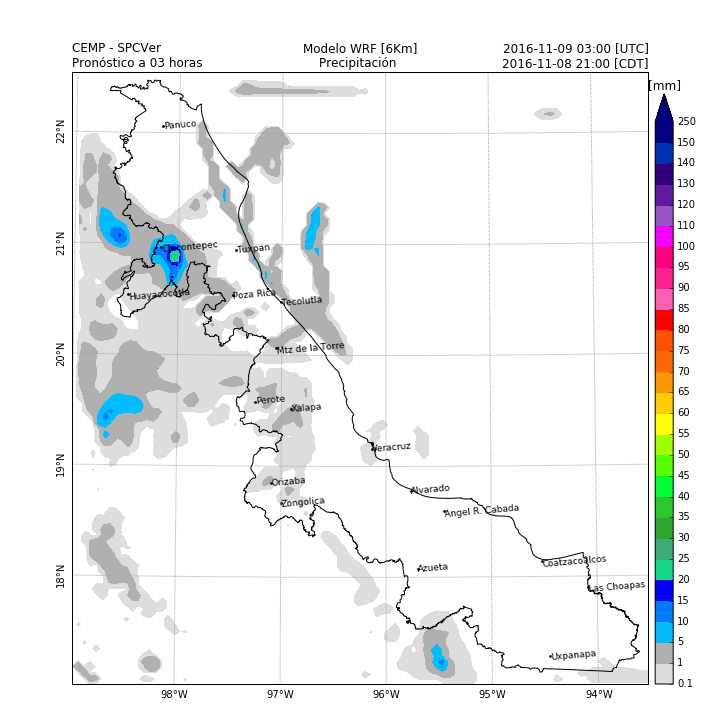 CEMP - SPCVer Modelo WRF [6Km] 2016-11-09 03:00 [UTC]
Pronóstico a 03 horas Precipitación 2016-11-08 21:00 [CDT]
[mm]
250
150
140
130
120
110
100
95
90
85
80
75
70
65
60
55
50
45
40
35
30
25
20
15
10
5
1
0.1
22°N
21°N
20°N
19°N
18°N
Panuco
Chicontepec
Tuxpan
Huayacocotla
Poza Rica
Tecolutla
Mtz de la Torre
Perote
Xalapa
Veracruz
Orizaba
Alvarado
Zongolica
Angel R. Cabada
Azueta
Coatzacoalcos
Las Choapas
Uxpanapa
98°W 97°W 96°W 95°W 94°W